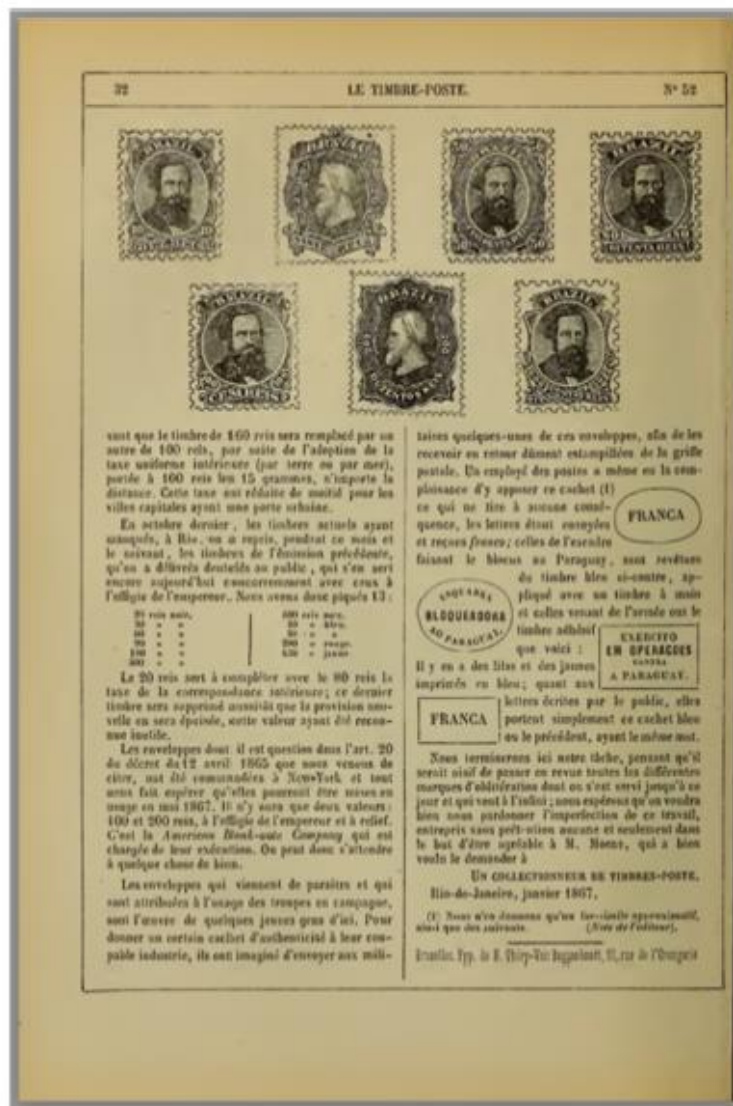 32
LE TIMBRE-POSTE.
N° 52
BRAZIL
BRAZIL
BRAZIL
BRAZIL
BRAZIL
BRAZIL
BRAZIL
vant que le timbre de 160 reis sera remplacé par un
autre de 100 reis, par suite de l'adoption de la
taxe uniforme intérieure (par terre ou par mer),
portée à 100 reis les 15 grammes, n'importe la
distance. Cette taxe est réduite de moitié pour les
villes capitales ayant une poste urbaine.
En octobre dernier, les timbres actuels ayant
manqués, à Rio, on a repris, pendant ce mois et
le suivant, les timbres de l'émission précédente,
qu'on a délivrés dentelés au public, qui s'en sert
encore aujourd'hui concurremment avec ceux à
l'effigie de l'empereur. Nous avons donc piqués 13 :
Le 20 reis sert à compléter avec le 80 reis la
taxe de la correspondance intérieure; ce dernier
timbre sera supprimé aussitôt que la provision nou-
velle en sera épuisée, cette valeur ayant été recon-
nue inutile.
Les enveloppes dont il est question dans l'art. 20
du décret du 12 avril 1865 que nous venons de
citer, ont été commandées à New-York et tout
nous fait espérer qu'elles pourront être mises en
usage en mai 1867. Il n'y aura que deux valeurs :
100 et 200 reis, à l'effigie de l'empereur et à relief.
C'est la American Bank-note Company qui est
chargée de leur exécution. On peut donc s'attendre
à quelque chose de bien.
Les enveloppes qui viennent de paraître et qui
sont attribuées à l'usage des troupes en campagne,
sont l'œuvre de quelques jeunes gens d'ici. Pour
donner un certain cachet d'authenticité à leur cou-
pable industrie, ils ont imaginé d'envoyer aux mili-
taires quelques-unes de ces enveloppes, afin de les
recevoir en retour dûment estampillées de la griffe
postale. Un employé des postes a même eu la com-
plaisance d'y apposer ce cachet (1)
ce qui ne tire à aucune consé-
quence, les lettres étant envoyées
et reçues franco; celles de l'escadre
faisant le blocus au Paraguay, sont revêtues
FRANCA
du timbre bleu ci-contre, ap-
pliqué avec un timbre à main
et celles venant de l'armée ont le
timbre adhésif
que voici :
ESQUADRA
BLOQUEADORA
AO PARAGUAY.
EXERCITO
EM OPERAÇOES
CONTRA
A PARAGUAY.
Il y en a des lilas et des jaunes
imprimés en bleu; quant aux
lettres écrites par le public, elles
portent simplement ce cachet bleu
ou le précédent, ayant le même mot.
FRANCA
Nous terminerons ici notre tâche, pensant qu'il
serait oisif de passer en revue toutes les différentes
marques d'oblitération dont on s'est servi jusqu'à ce
jour et qui vont à l'infini; nous espérons qu'on voudra
bien nous pardonner l'imperfection de ce travail,
entrepris sans prétention aucune et seulement dans
le but d'être agréable à M. Moens, qui a bien
voulu le demander à
UN COLLECTIONNEUR DE TIMBRES-POSTE.
Rio-de-Janeiro, janvier 1867.
(1) Nous n'en donnons qu'un fac-simile approximatif,
ainsi que des suivants. (Note de l'éditeur).
Bruxelles. Typ. de rue de l'Orangerie